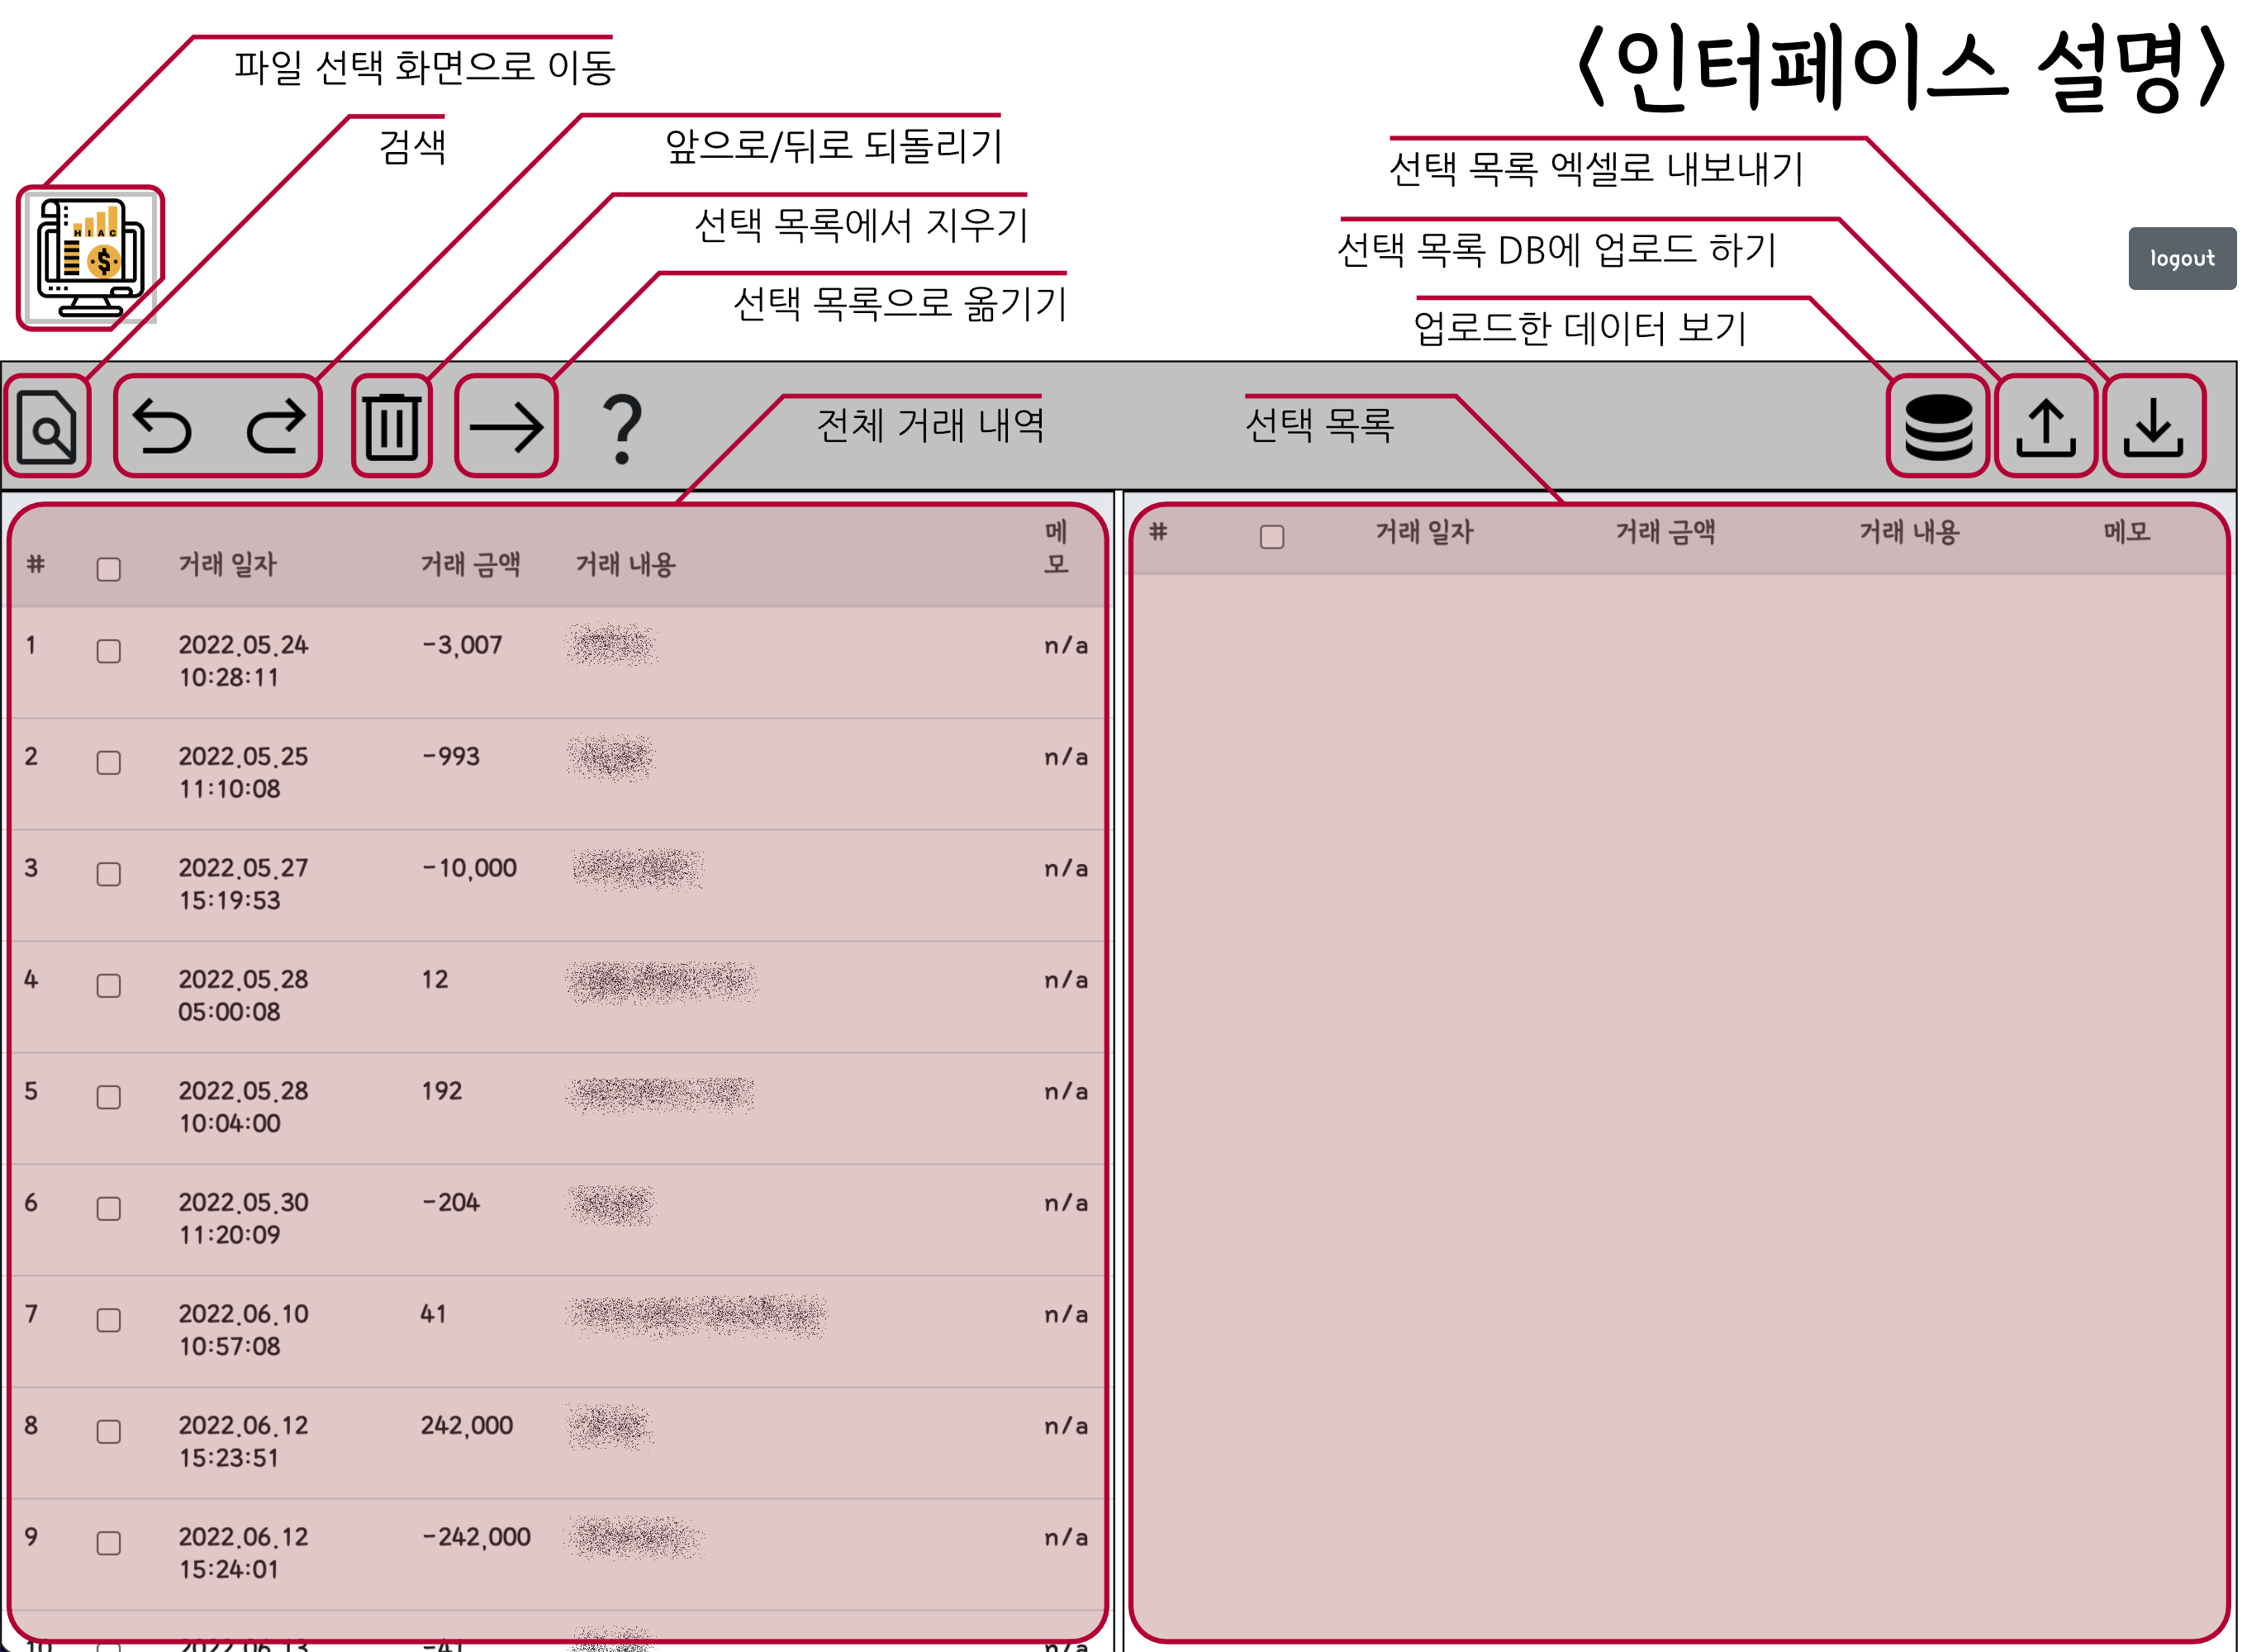 <인터페이스 설명>
파일 선택 화면으로 이동
검색
앞으로/뒤로 되돌리기
선택 목록에서 지우기
선택 목록으로 옮기기
선택 목록 엑셀로 내보내기
선택 목록 DB에 업로드 하기
업로드한 데이터 보기
HIAC
$
logout
?
전체 거래 내역
선택 목록
# 거래 일자 거래 금액 거래 내용 메
모
1 2022.05.24 -3,007 n/a
10:28:11
2 2022.05.25 -993 n/a
11:10:08
3 2022.05.27 -10,000 n/a
15:19:53
4 2022.05.28 12 n/a
05:00:08
5 2022.05.28 192 n/a
10:04:00
6 2022.05.30 -204 n/a
11:20:09
7 2022.06.10 41 n/a
10:57:08
8 2022.06.12 242,000 n/a
15:23:51
9 2022.06.12 -242,000 n/a
15:24:01
10 2022.06.13 -41 n/a
# 거래 일자 거래 금액 거래 내용 메모